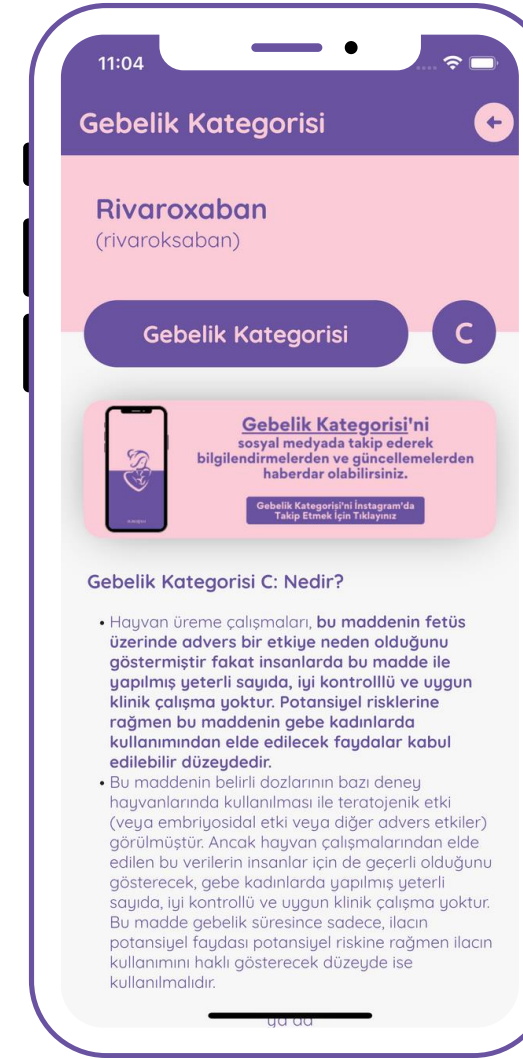 11:04
Gebelik Kategorisi
Rivaroxaban
(rivaroksaban)
Gebelik Kategorisi
C
Gebelik Kategorisi'ni
sosyal medyada takip ederek
bilgilendirmelerden ve güncellemelerden
haberdar olabilirsiniz.
Gebelik Kategorisi'ni İnstagram'da
Takip Etmek İçin Tıklayınız
Gebelik Kategorisi C: Nedir?
• Hayvan üreme çalışmaları, bu maddenin fetüs
üzerinde advers bir etkiye neden olduğunu
göstermiştir fakat insanlarda bu madde ile
yapılmış yeterli sayıda, iyi kontrolllü ve uygun
klinik çalışma yoktur. Potansiyel risklerine
rağmen bu maddenin gebe kadınlarda
kullanımından elde edilecek faydalar kabul
edilebilir düzeydedir.
• Bu maddenin belirli dozlarının bazı deney
hayvanlarında kullanılması ile teratojenik etki
(veya embriyosidal etki veya diğer advers etkiler)
görülmüştür. Ancak hayvan çalışmalarından elde
edilen bu verilerin insanlar için de geçerli olduğunu
gösterecek, gebe kadınlarda yapılmış yeterli
sayıda, iyi kontrollü ve uygun klinik çalışma yoktur.
Bu madde gebelik süresince sadece, ilacın
potansiyel faydası potansiyel riskine rağmen ilacın
kullanımını haklı gösterecek düzeyde ise
kullanılmalıdır.
ya da